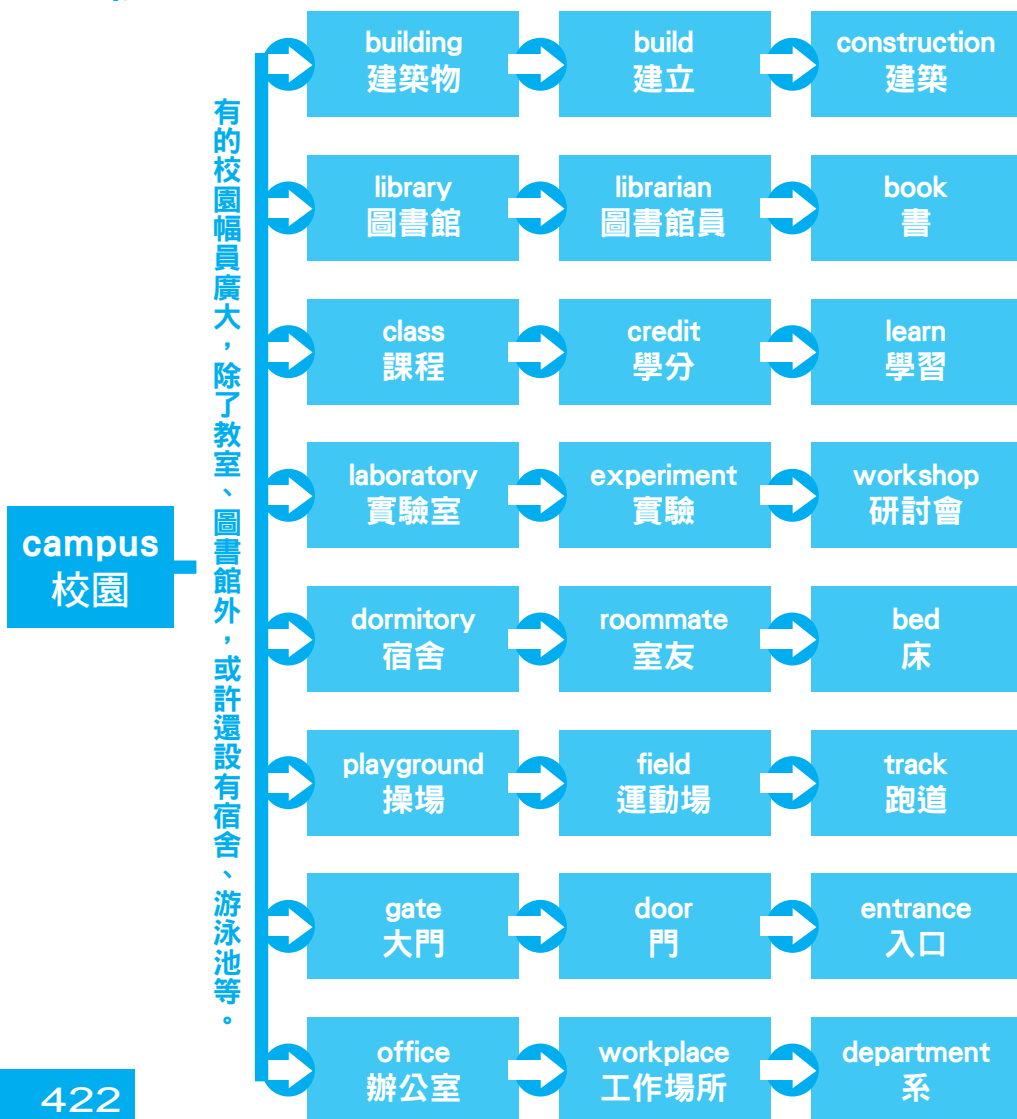 campus
校園
有的校園幅員廣大，除了教室、圖書館外，或許還設有宿舍、游泳池等。
building
建築物
build
建立
construction
建築
library
圖書館
librarian
圖書館員
book
書
class
課程
credit
學分
learn
學習
laboratory
實驗室
experiment
實驗
workshop
研討會
dormitory
宿舍
roommate
室友
bed
床
playground
操場
field
運動場
track
跑道
gate
大門
door
門
entrance
入口
office
辦公室
workplace
工作場所
department
系
422